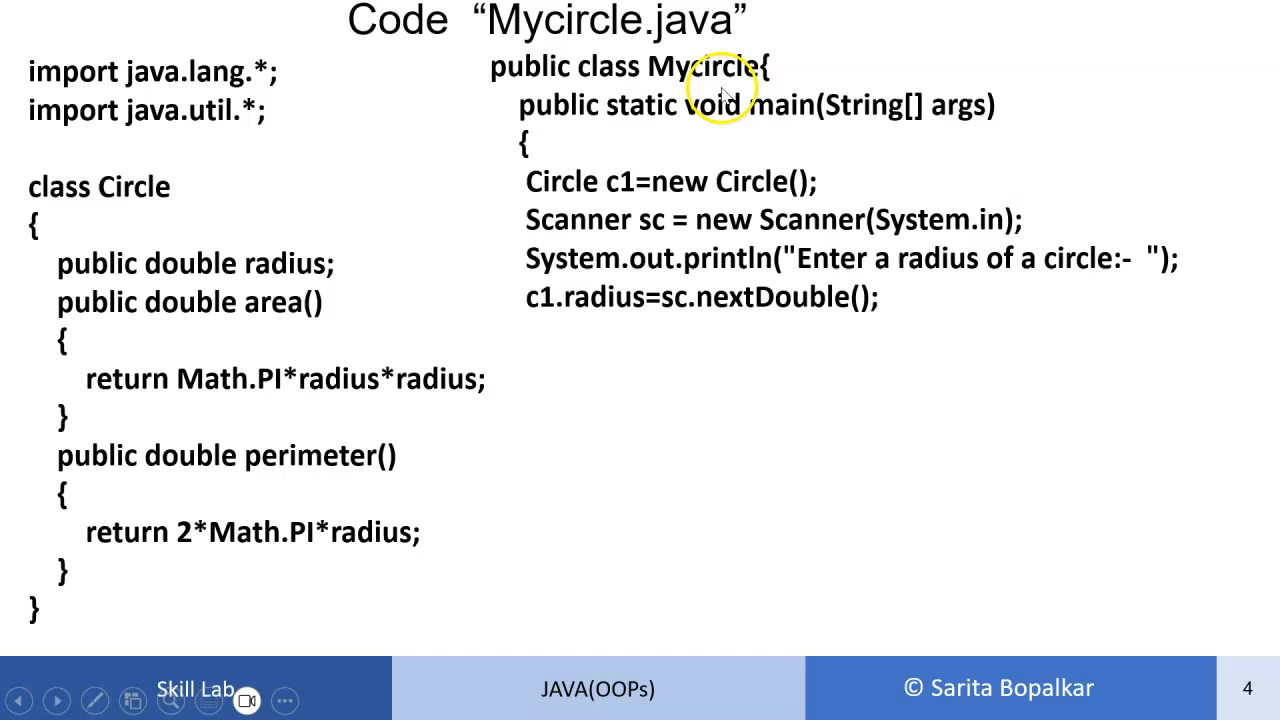 Code “Mycircle.java”
import java.lang.*;
import java.util.*;
class Circle
{
public double radius;
public double area()
{
return Math.PI*radius*radius;
}
public double perimeter()
{
return 2*Math.PI*radius;
}
}
public class Mycircle{
public static void main(String[] args)
{
Circle c1=new Circle();
Scanner sc = new Scanner(System.in);
System.out.println("Enter a radius of a circle:- ");
c1.radius=sc.nextDouble();
Skill Lab
JAVA(OOPs)
© Sarita Bopalkar
4